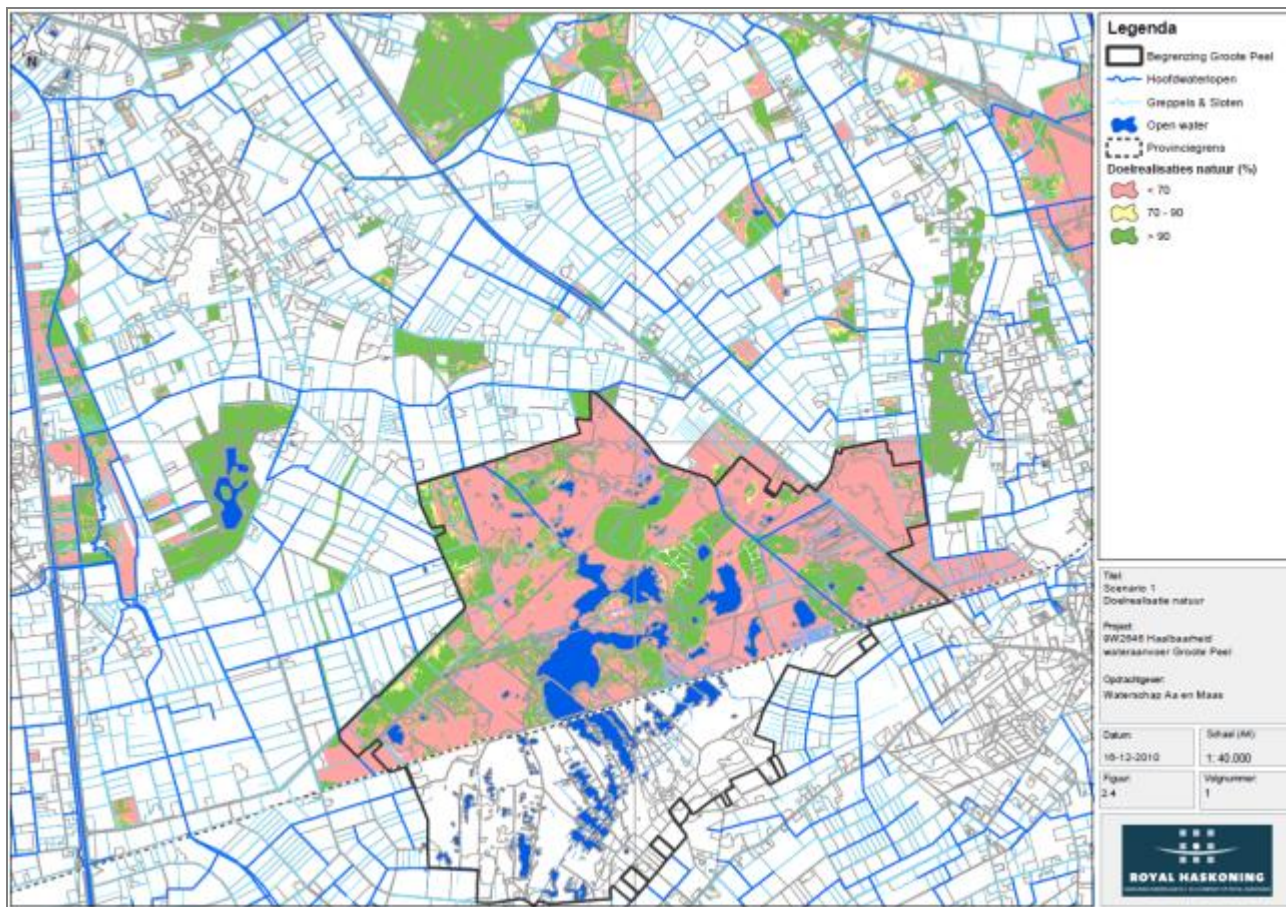 N
Legenda
Begrenzing Groote Peel
Hoofdwaterlopen
Greppels & Sloten
Open water
Provinciegrens
Doelrealisaties natuur (%)
< 70
70 - 90
> 90
Titel:
Scenario 1
Doelrealisatie natuur
Project:
9W2646 Haalbaarheid
wateraanvoer Groote Peel
Opdrachtgever:
Waterschap Aa en Maas
Datum:
Schaal (A4):
16-12-2010
1: 40.000
Figuur:
Volgnummer:
2.4
1
ROYAL HASKONING